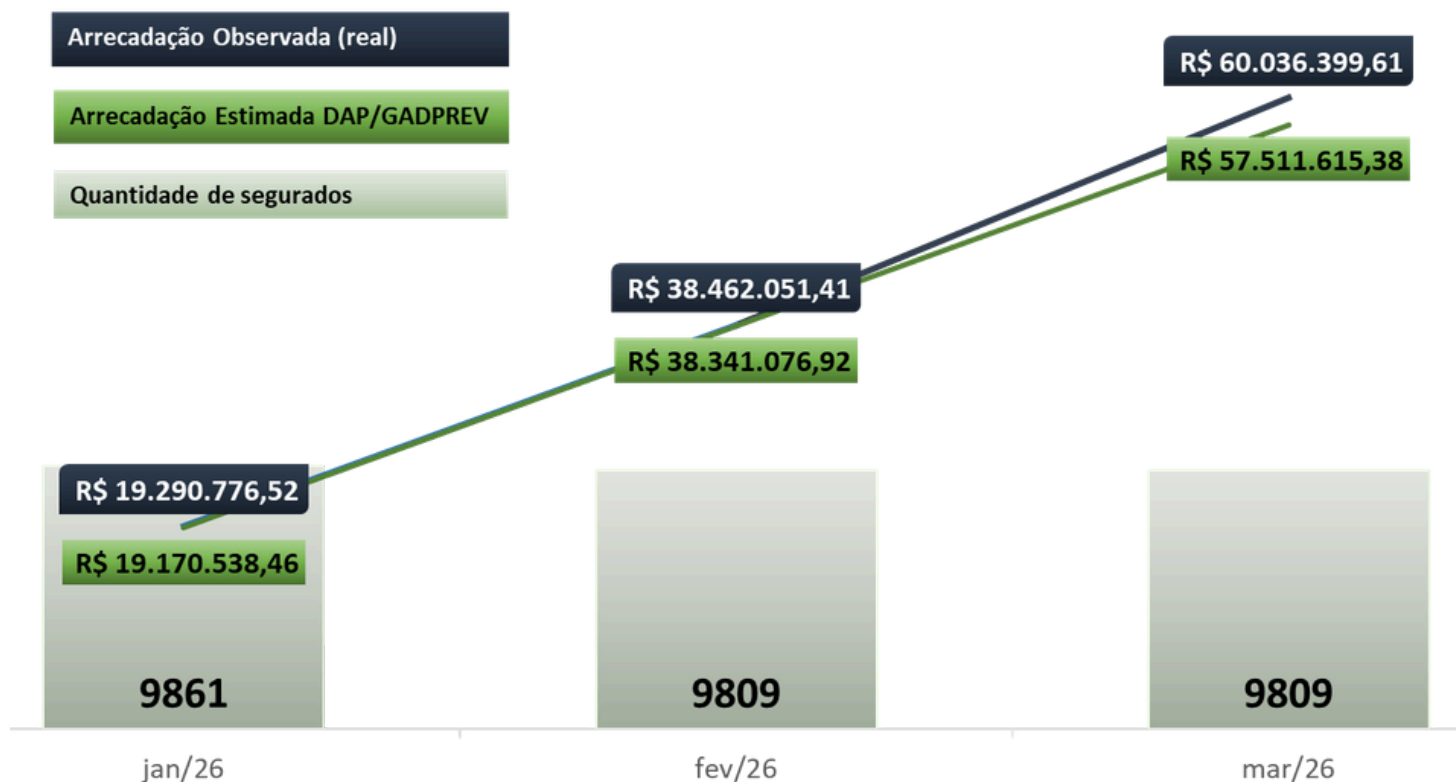 Arrecadação Observada (real)
Arrecadação Estimada DAP/GADPREV
Quantidade de segurados
R$ 60.036.399,61
R$ 57.511.615,38
R$ 38.462.051,41
R$ 38.341.076,92
R$ 19.290.776,52
R$ 19.170.538,46
9861
9809
9809
jan/26
fev/26
mar/26